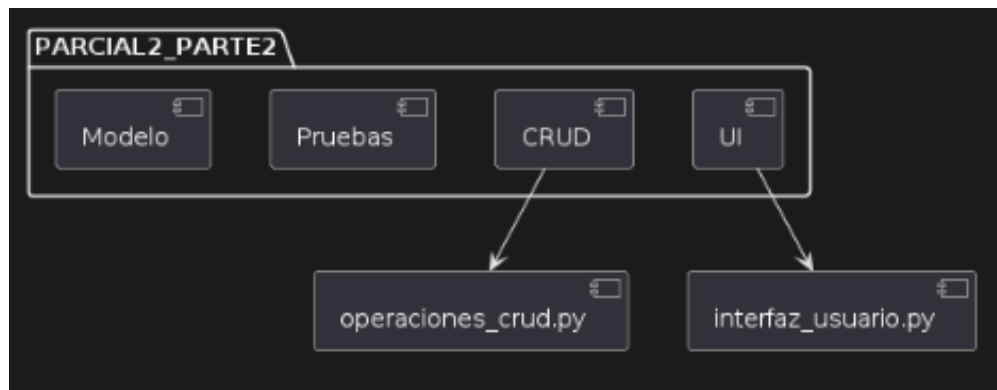 PARCIAL2_PARTE2
Modelo
Pruebas
CRUD
UI
operaciones_crud.py
interfaz_usuario.py